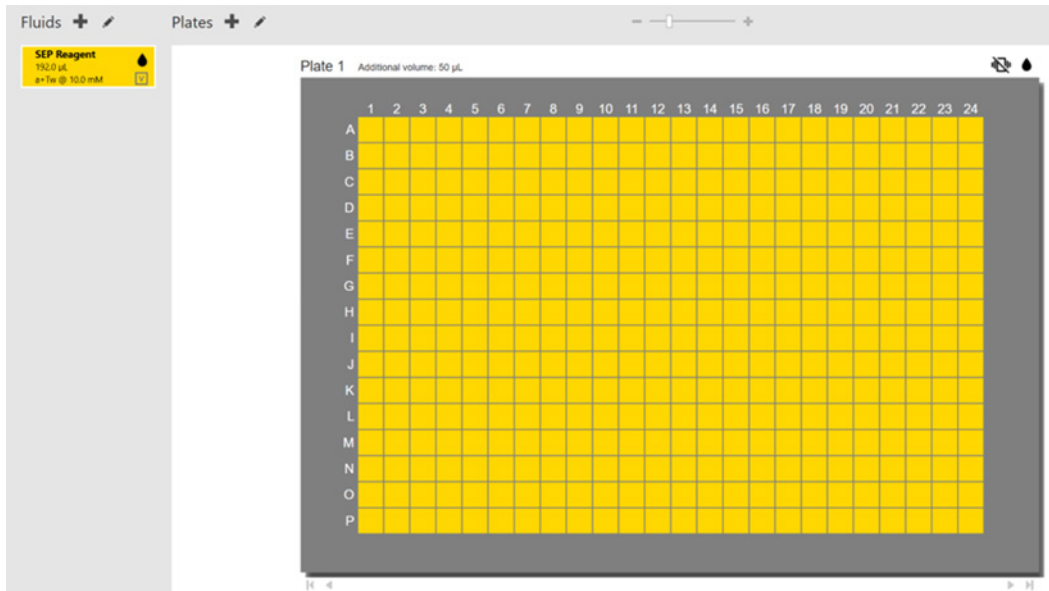 Fluids
Plates
SEP Reagent
192.0 µL
a+Tw @ 10.0 mM
V
Plate 1 Additional volume: 50 µL
1 2 3 4 5 6 7 8 9 10 11 12 13 14 15 16 17 18 19 20 21 22 23 24
A
B
C
D
E
F
G
H
I
J
K
L
M
N
O
P